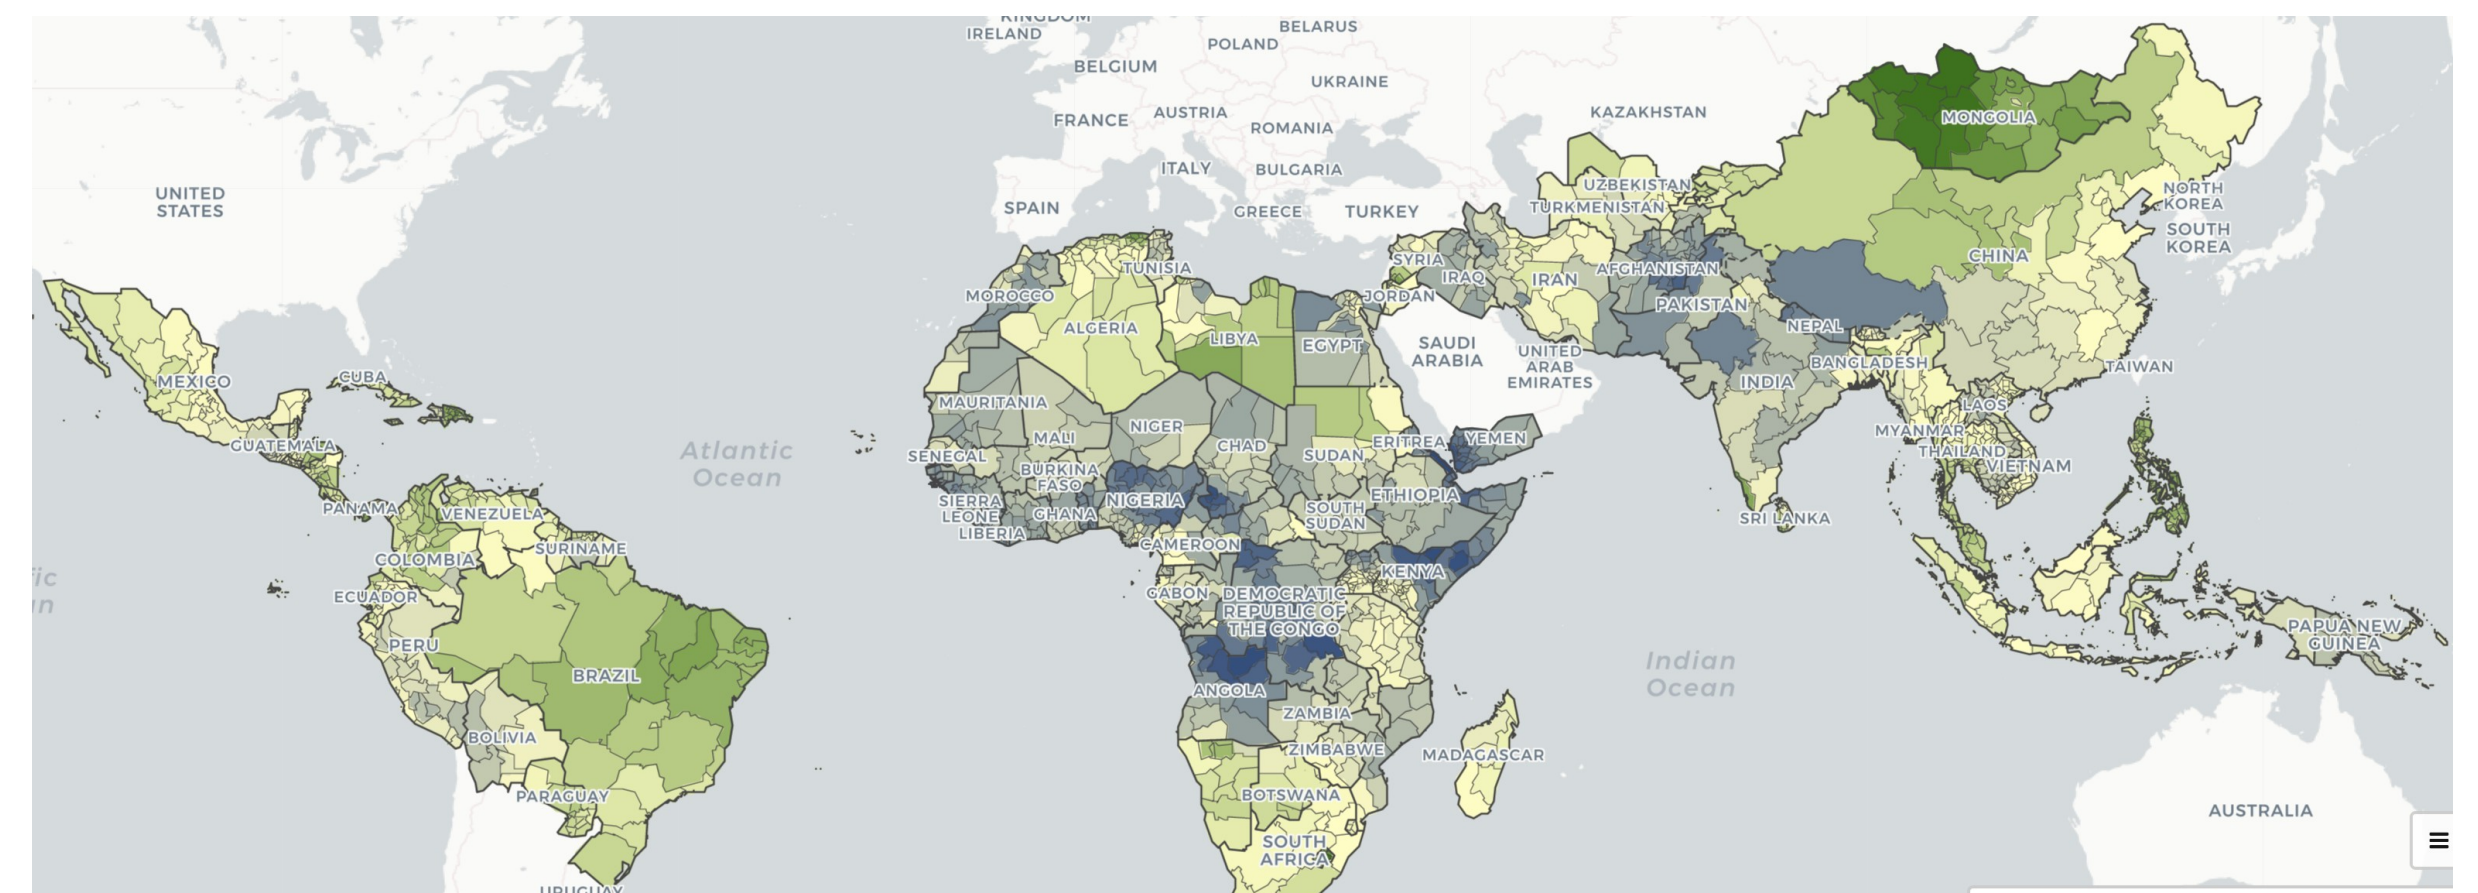 KINGDOM
IRELAND
BELARUS
POLAND
BELGIUM
UKRAINE
FRANCE
AUSTRIA
ROMANIA
KAZAKHSTAN
MONGOLIA
ITALY
BULGARIA
UNITED
STATES
SPAIN
GREECE
TURKEY
UZBEKISTAN
TURKMENISTAN
NORTH
KOREA
SOUTH
KOREA
TUNISIA
SYRIA
IRAQ
IRAN
AFGHANISTAN
CHINA
MOROCCO
JORDAN
PAKISTAN
ALGERIA
LIBYA
EGYPT
SAUDI
ARABIA
UNITED
ARAB
EMIRATES
NEPAL
BANGLADESH
TAIWAN
MEXICO
CUBA
INDIA
MAURITANIA
LAOS
GUATEMALA
Atlantic
Ocean
MALI
NIGER
CHAD
ERITREA
YEMEN
MYANMAR
THAILAND
VIETNAM
SENEGAL
BURKINA
FASO
SUDAN
PANAMA
VENEZUELA
SIERRA
LEONE
LIBERIA
GHANA
NIGERIA
ETHIOPIA
SOUTH
SUDAN
SRI LANKA
COLOMBIA
SURINAME
CAMEROON
KENYA
ic
n
ECUADOR
GABON
DEMOCRATIC
REPUBLIC OF
THE CONGO
PERU
BRAZIL
Indian
Ocean
PAPUA NEW
GUINEA
ANGOLA
ZAMBIA
BOLIVIA
ZIMBABWE
MADAGASCAR
PARAGUAY
BOTSWANA
AUSTRALIA
SOUTH
AFRICA
URUGUAY